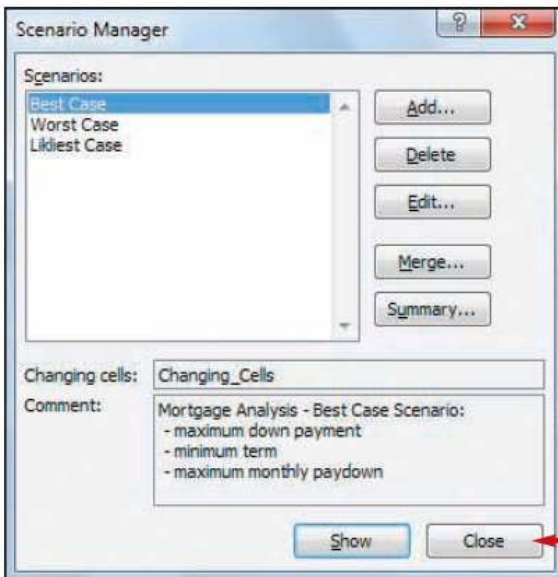 Scenario Manager
?
X
Scenarios:
Best Case
Worst Case
Likliest Case
Add...
Delete
Edit...
Merge...
Summary...
Changing cells: Changing_Cells
Comment: Mortgage Analysis - Best Case Scenario:
- maximum down payment
- minimum term
- maximum monthly paydown
Show Close